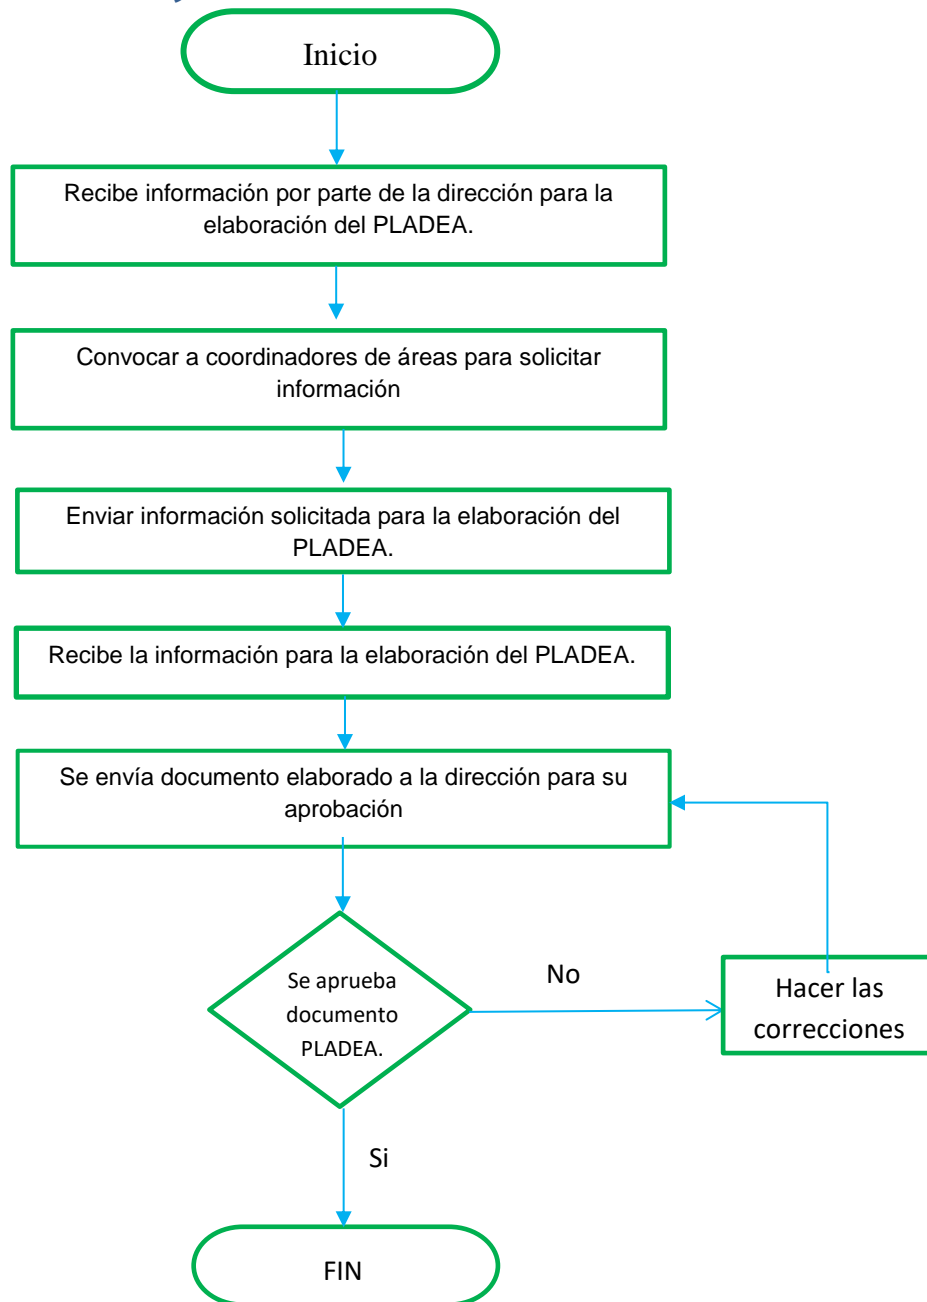 Inicio
Recibe información por parte de la dirección para la
elaboración del PLADEA.
Convocar a coordinadores de áreas para solicitar
información
Enviar información solicitada para la elaboración del
PLADEA.
Recibe la información para la elaboración del PLADEA.
Se envía documento elaborado a la dirección para su
aprobación
Se aprueba
documento
PLADEA.
No
Hacer las
correcciones
Si
FIN